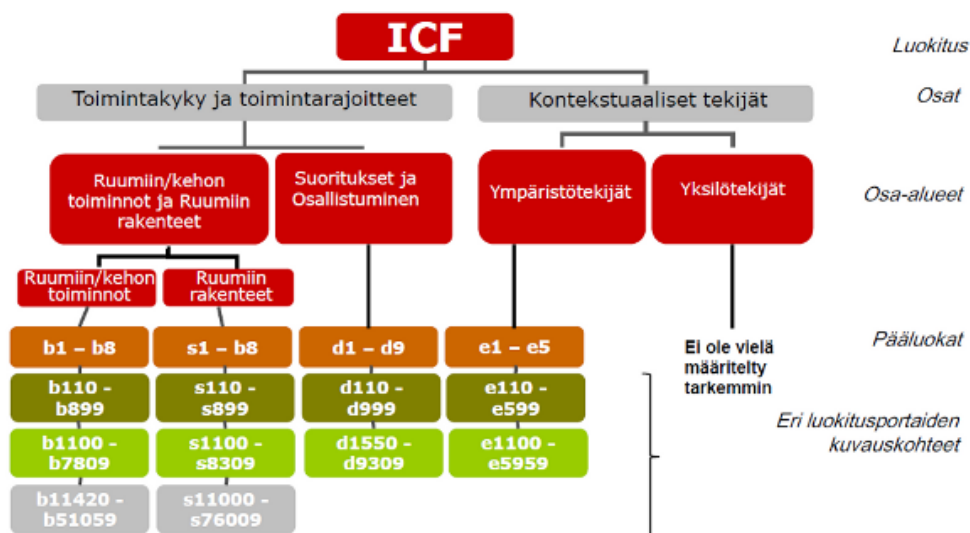 ICF
Luokitus
Toimintakyky ja toimintarajoitteet
Kontekstuaaliset tekijät
Osat
Ruumiin/kehon
toiminnot ja Ruumiin
rakenteet
Suoritukset ja
Osallistuminen
Ympäristötekijät
Yksilötekijät
Osa-alueet
Ruumiin/kehon
toiminnot
Ruumiin
rakenteet
b1 – b8
s1 – b8
d1 – d9
e1 – e5
Ei ole vielä
määritelty
tarkemmin
Pääluokat
b110 -
b899
s110 -
s899
d110 -
d999
e110 -
e599
Eri luokitusportaiden
kuvauskohteet
b1100 -
b7809
s1100 -
s8309
d1550 -
d9309
e1100 -
e5959
b11420 -
b51059
s11000 -
s76009